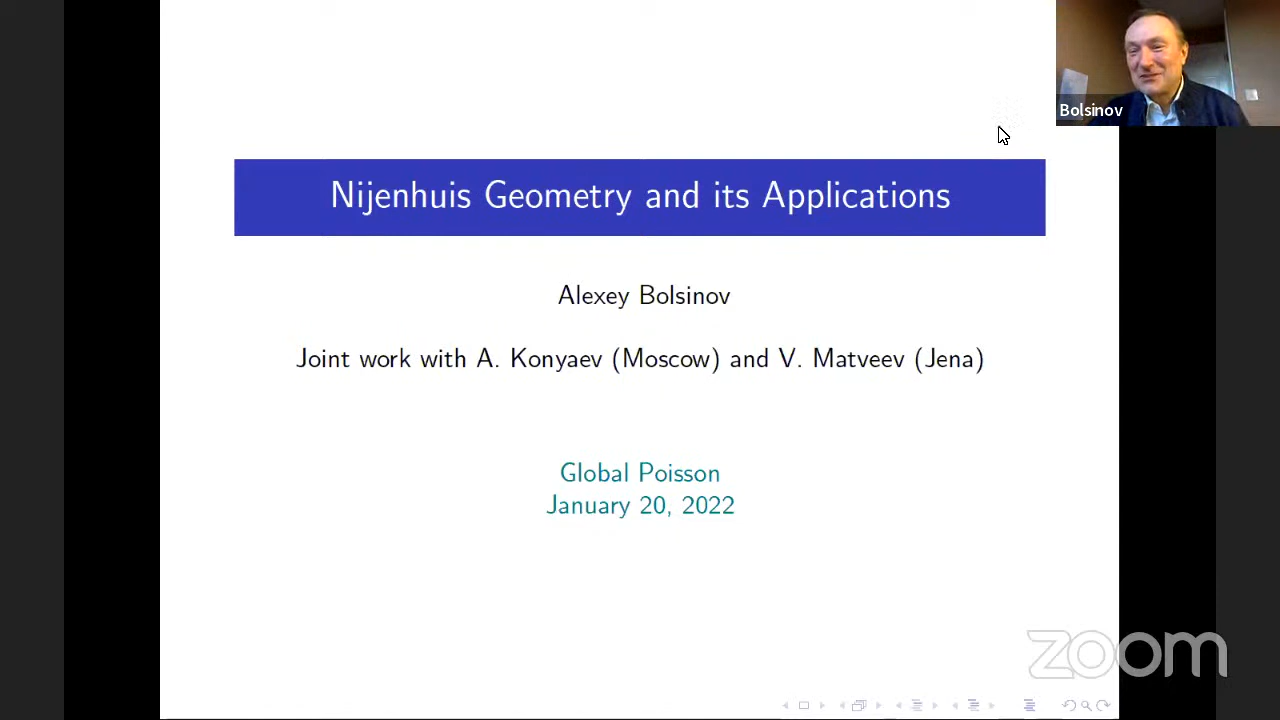 Bolsinov
Nijenhuis Geometry and its Applications
Alexey Bolsinov
Joint work with A. Konyaev (Moscow) and V. Matveev (Jena)
Global Poisson
January 20, 2022
zoom